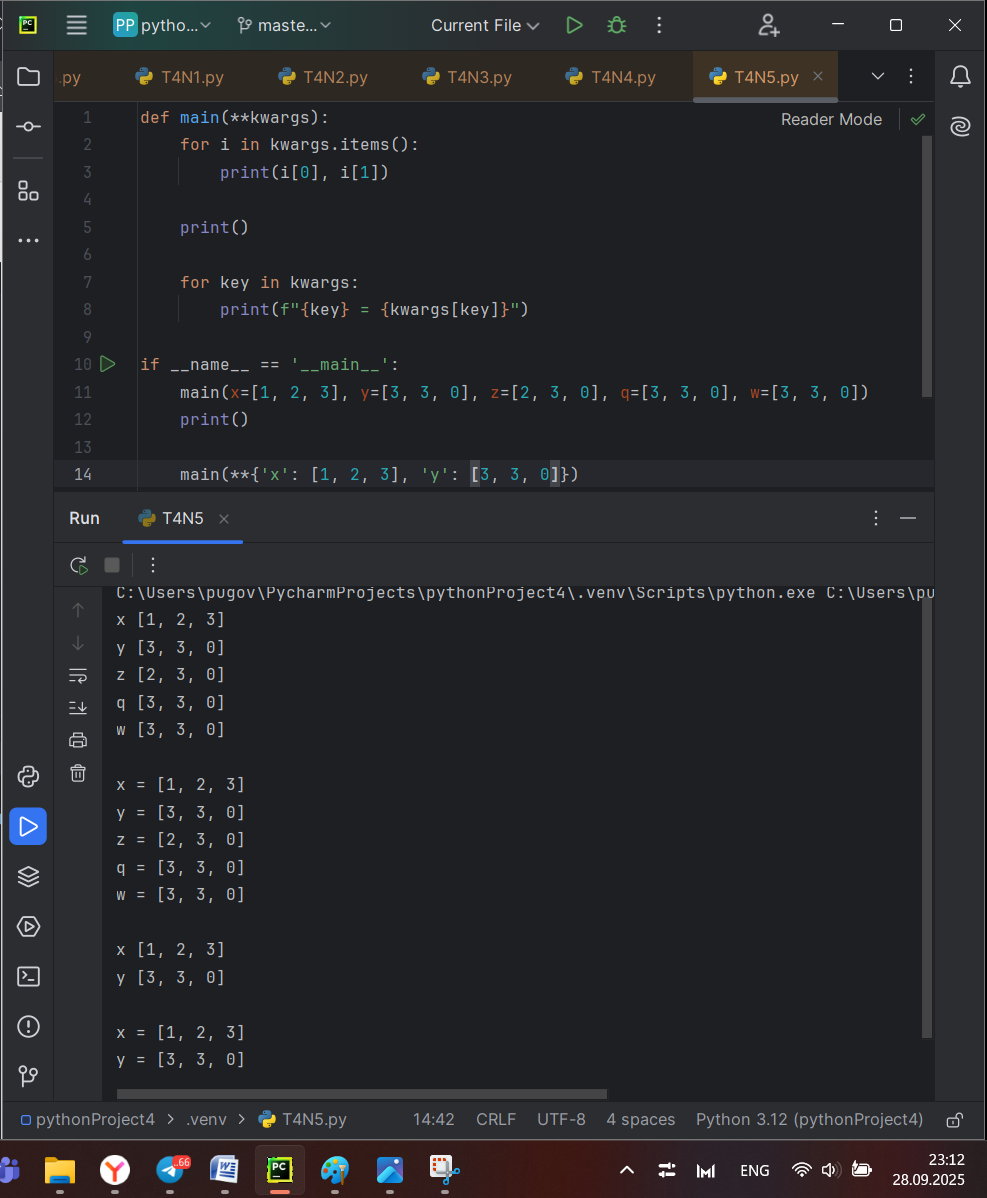 PC PP pytho... maste... Current File
.py T4N1.py T4N2.py T4N3.py T4N4.py T4N5.py
Reader Mode
1 def main(**kwargs):
2 for i in kwargs.items():
3 print(i[0], i[1])
4
5 print()
6
7 for key in kwargs:
8 print(f"{key} = {kwargs[key]}")
9
10 if __name__ == '__main__':
11 main(x=[1, 2, 3], y=[3, 3, 0], z=[2, 3, 0], q=[3, 3, 0], w=[3, 3, 0])
12 print()
13
14 main(**{'x': [1, 2, 3], 'y': [3, 3, 0]})
Run T4N5
C:\Users\pugov\PycharmProjects\pythonProject4\.venv\Scripts\python.exe C:\Users\pu
x [1, 2, 3]
y [3, 3, 0]
z [2, 3, 0]
q [3, 3, 0]
w [3, 3, 0]
x = [1, 2, 3]
y = [3, 3, 0]
z = [2, 3, 0]
q = [3, 3, 0]
w = [3, 3, 0]
x [1, 2, 3]
y [3, 3, 0]
x = [1, 2, 3]
y = [3, 3, 0]
pythonProject4 > .venv > T4N5.py 14:42 CRLF UTF-8 4 spaces Python 3.12 (pythonProject4)
..66 PC ENG 23:12
28.09.2025